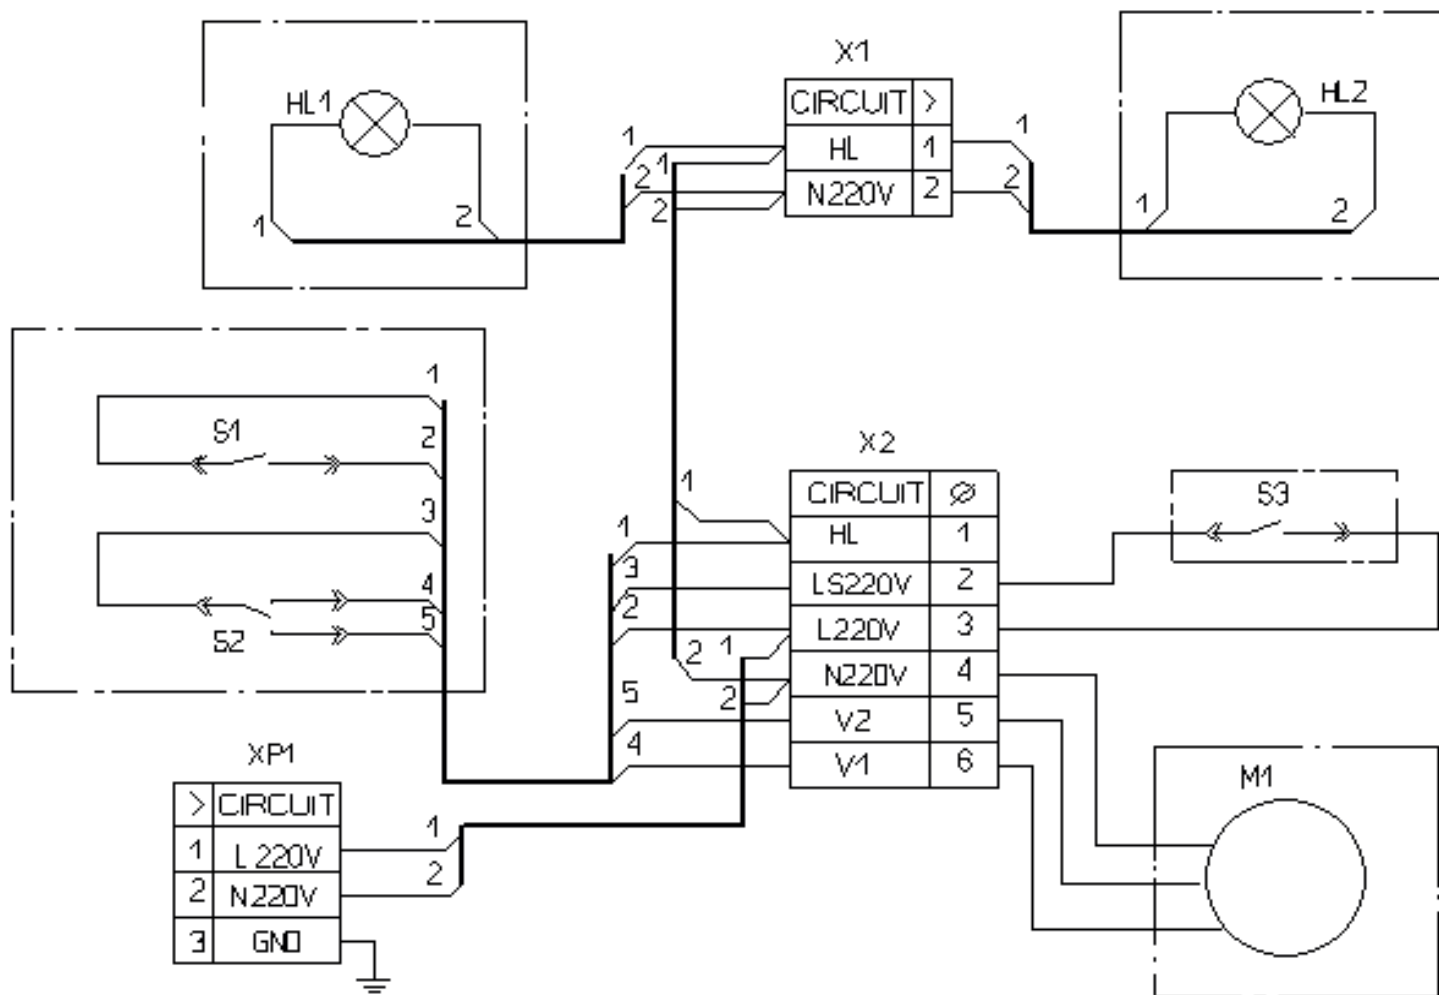 X1
HL1
HL2
CIRCUIT >
HL 1
N220V 2
1
2
1
2
1
2
1
2
1
2
1
2
3
4
5
S1
S2
X2
CIRCUIT Ø
HL 1
LS220V 2
L220V 3
N220V 4
V2 5
V1 6
1
1
3
2
2
1
2
5
4
S3
M1
XP1
> CIRCUIT
1 L 220V
2 N220V
3 GND
1
2